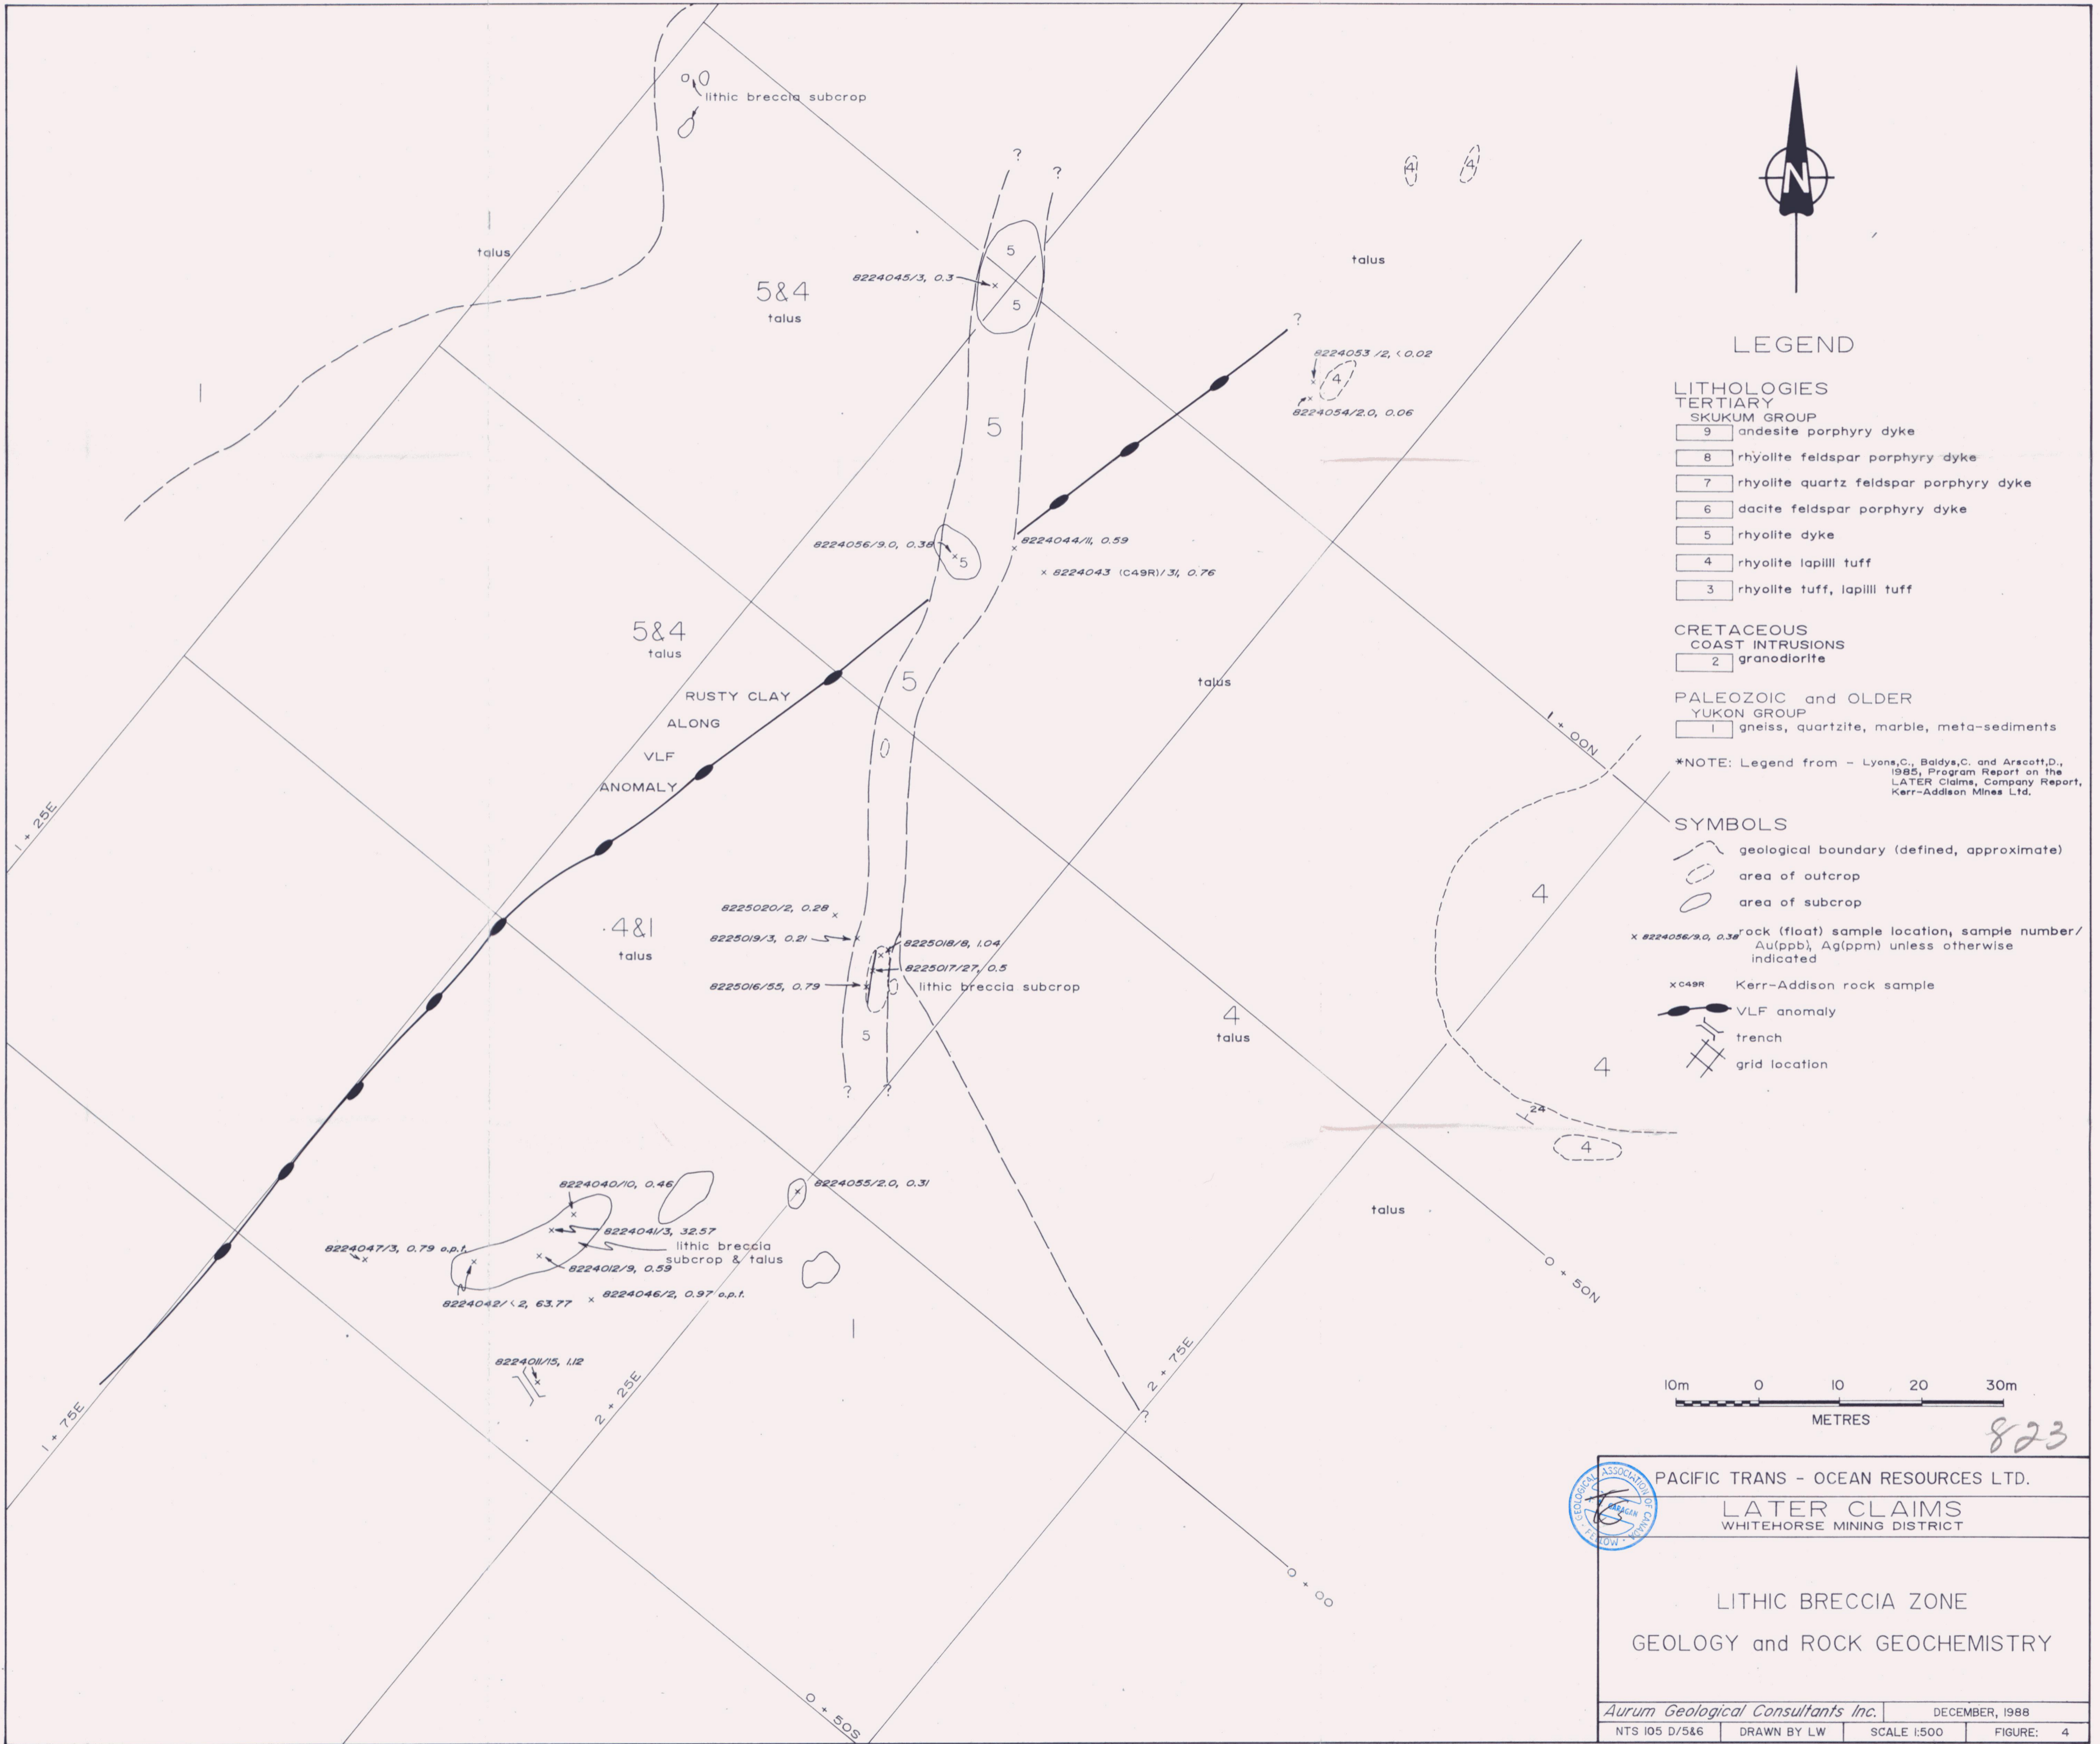 lithic breccia subcrop
?
?
4
4
talus
5
8224045/3, 0.3
5
talus
5&4
talus
?
8224053 /2, <0.02
4
8224054/2.0, 0.06
1
5
8224056/9.0, 0.38
5
8224044/11, 0.59
8224043 (C49R)/31, 0.76
5&4
talus
5
talus
RUSTY CLAY
ALONG
VLF
ANOMALY
1 + 00N
1 + 25E
4
8225020/2, 0.28
4&1
talus
8225019/3, 0.21
8225018/8, 1.04
8225017/27, 0.5
8225016/55, 0.79
lithic breccia subcrop
4
talus
5
4
?
?
24
4
8224040/10, 0.46
8224055/2.0, 0.31
talus
8224041/3, 32.57
8224047/3, 0.79 o.p.t.
lithic breccia
subcrop & talus
8224012/9, 0.59
8224042/<2, 63.77
8224046/2, 0.97 o.p.t.
0 + 50N
1
8224011/15, 1.12
2 + 75E
2 + 25E
1 + 75E
?
0 + 00
0 + 50S
N
LEGEND
LITHOLOGIES
TERTIARY
SKUKUM GROUP
9 andesite porphyry dyke
8 rhyolite feldspar porphyry dyke
7 rhyolite quartz feldspar porphyry dyke
6 dacite feldspar porphyry dyke
5 rhyolite dyke
4 rhyolite lapilli tuff
3 rhyolite tuff, lapilli tuff
CRETACEOUS
COAST INTRUSIONS
2 granodiorite
PALEOZOIC and OLDER
YUKON GROUP
1 gneiss, quartzite, marble, meta-sediments
*NOTE: Legend from - Lyons,C., Baldys,C. and Arscott,D.,
1985, Program Report on the
LATER Claims, Company Report,
Kerr-Addison Mines Ltd.
SYMBOLS
geological boundary (defined, approximate)
area of outcrop
area of subcrop
x 8224056/9.0, 0.38 rock (float) sample location, sample number/
Au(ppb), Ag(ppm) unless otherwise
indicated
x C49R Kerr-Addison rock sample
VLF anomaly
trench
grid location
10m 0 10 20 30m
METRES
823
PACIFIC TRANS - OCEAN RESOURCES LTD.
GEOLOGICAL ASSOCIATION OF CANADA
FELLOW
LATER CLAIMS
WHITEHORSE MINING DISTRICT
LITHIC BRECCIA ZONE
GEOLOGY and ROCK GEOCHEMISTRY
Aurum Geological Consultants Inc. DECEMBER, 1988
NTS 105 D/5&6 DRAWN BY LW SCALE 1:500 FIGURE: 4